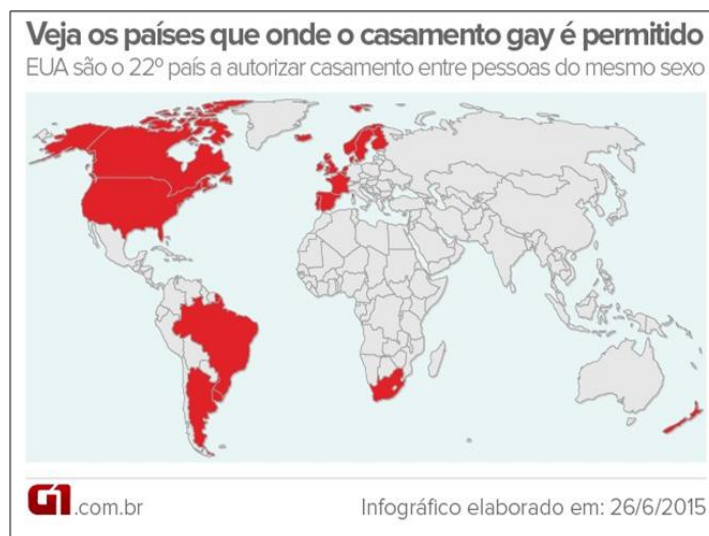 Veja os países que onde o casamento gay é permitido
EUA são o 22º país a autorizar casamento entre pessoas do mesmo sexo
G1.com.br
Infográfico elaborado em: 26/6/2015